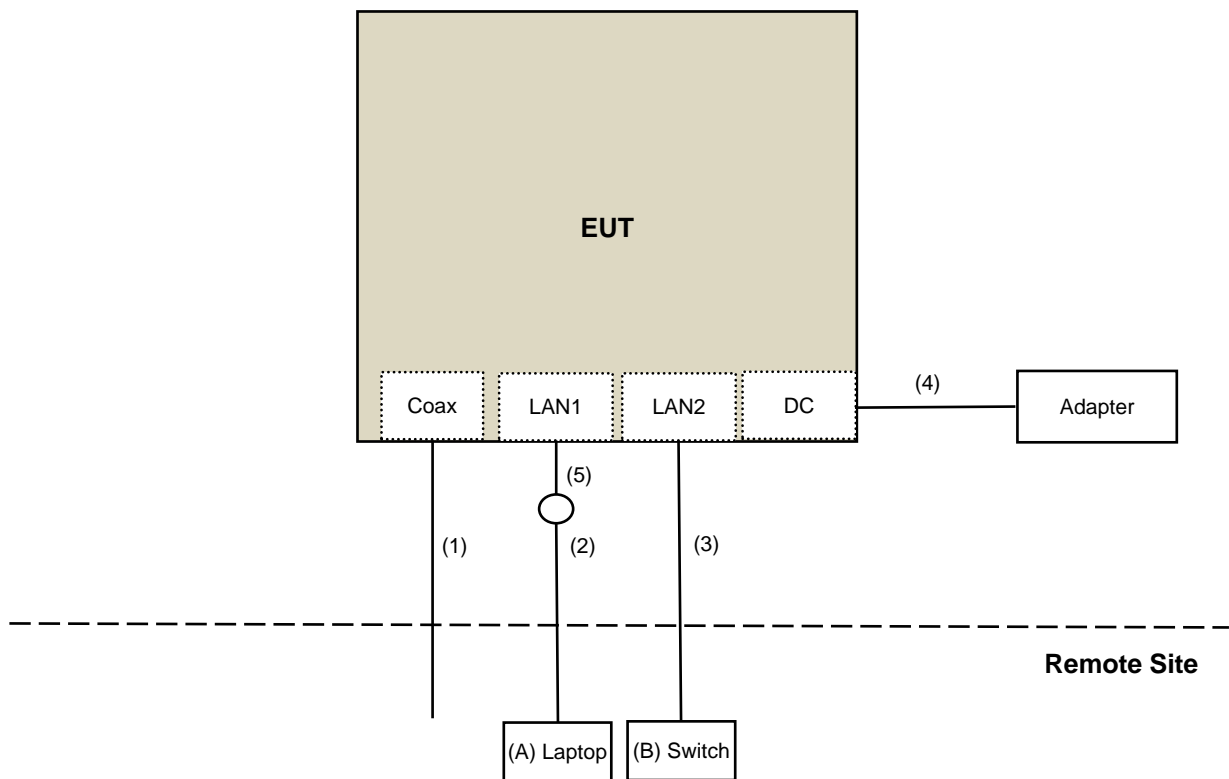 EUT
Coax
LAN1
LAN2
DC
(4)
Adapter
(5)
(1)
(2)
(3)
Remote Site
(A) Laptop
(B) Switch